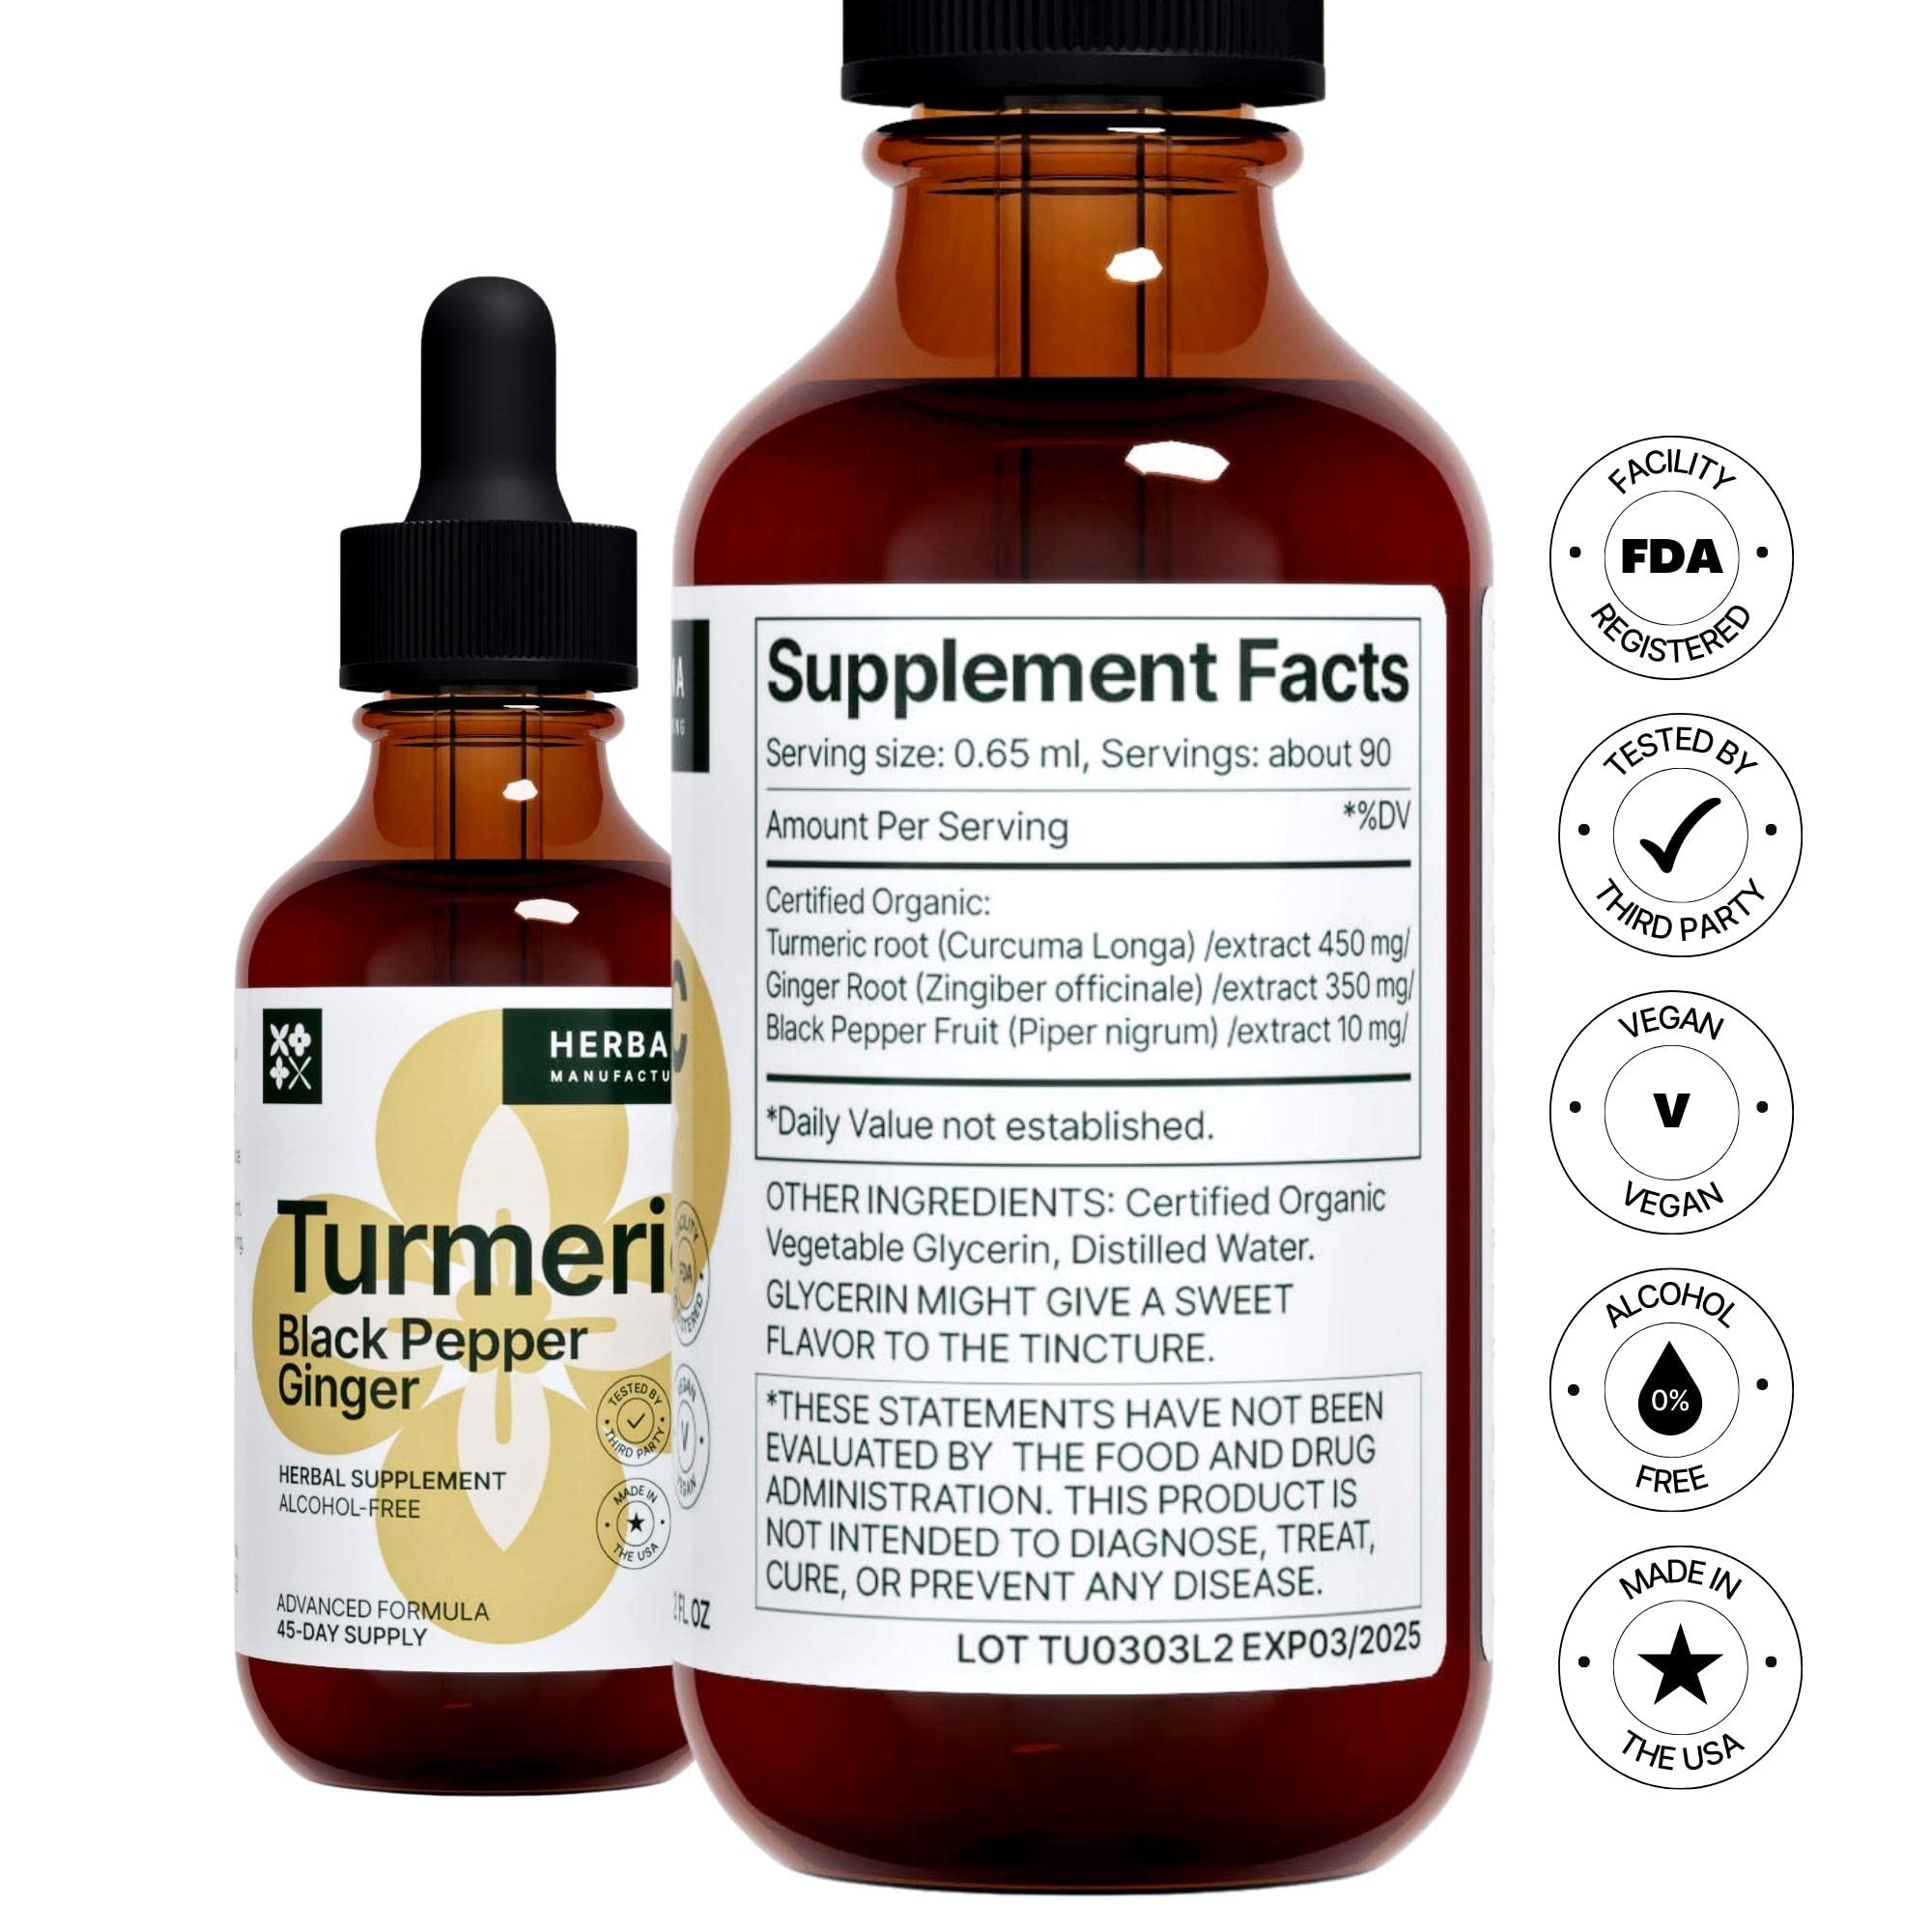 HERBA
MANUFACTU
Turmeri
Black Pepper
Ginger
HERBAL SUPPLEMENT
ALCOHOL-FREE
ADVANCED FORMULA
45-DAY SUPPLY
TESTED BY
THIRD PARTY
MADE IN
THE USA
VEGAN
V
VEGAN
2 FL OZ
Supplement Facts
Serving size: 0.65 ml, Servings: about 90
Amount Per Serving *%DV
Certified Organic:
Turmeric root (Curcuma Longa) /extract 450 mg/
Ginger Root (Zingiber officinale) /extract 350 mg/
Black Pepper Fruit (Piper nigrum) /extract 10 mg/
*Daily Value not established.
OTHER INGREDIENTS: Certified Organic
Vegetable Glycerin, Distilled Water.
GLYCERIN MIGHT GIVE A SWEET
FLAVOR TO THE TINCTURE.
*THESE STATEMENTS HAVE NOT BEEN
EVALUATED BY THE FOOD AND DRUG
ADMINISTRATION. THIS PRODUCT IS
NOT INTENDED TO DIAGNOSE, TREAT,
CURE, OR PREVENT ANY DISEASE.
LOT TU0303L2 EXP03/2025
FACILITY
FDA
REGISTERED
TESTED BY
THIRD PARTY
VEGAN
V
VEGAN
ALCOHOL
0%
FREE
MADE IN
THE USA